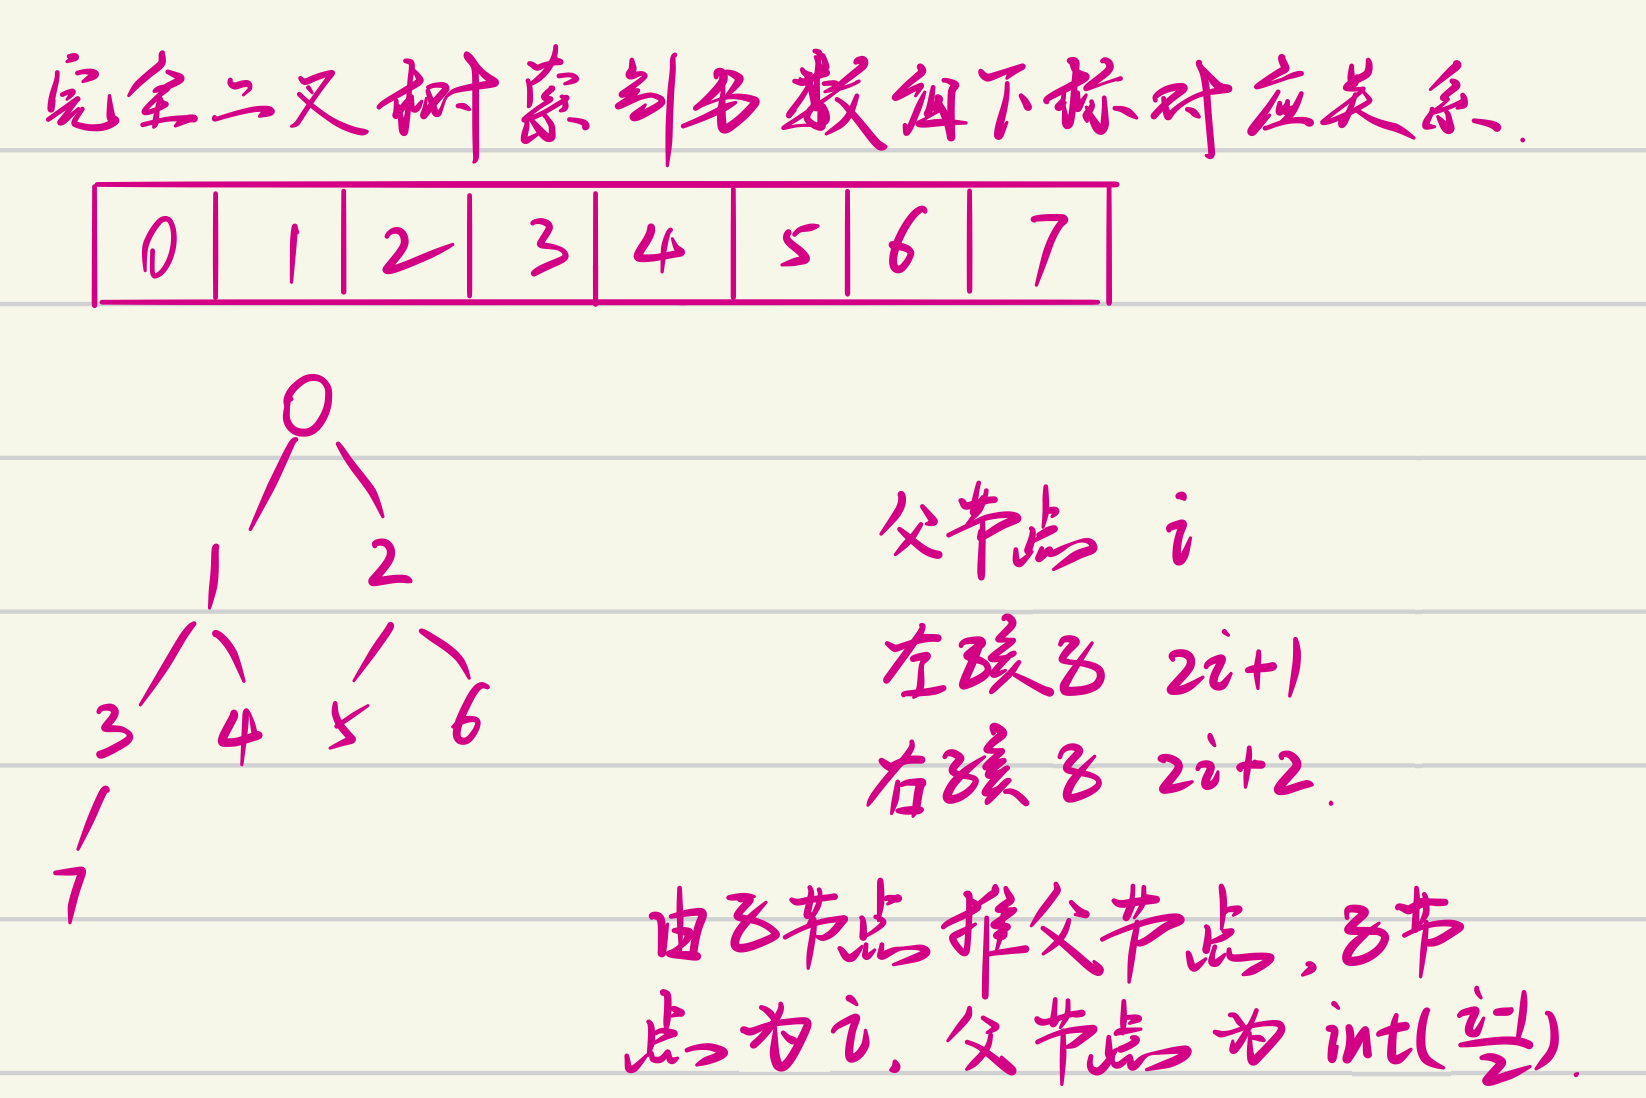 完全二叉树索引与数组下标对应关系.
0 1 2 3 4 5 6 7
0
1 2
3 4 5 6
7
父节点 i
左孩子 2i+1
右孩子 2i+2.
由子节点推父节点,子节
点为i,父节点为int(\frac{i-1}{2}).